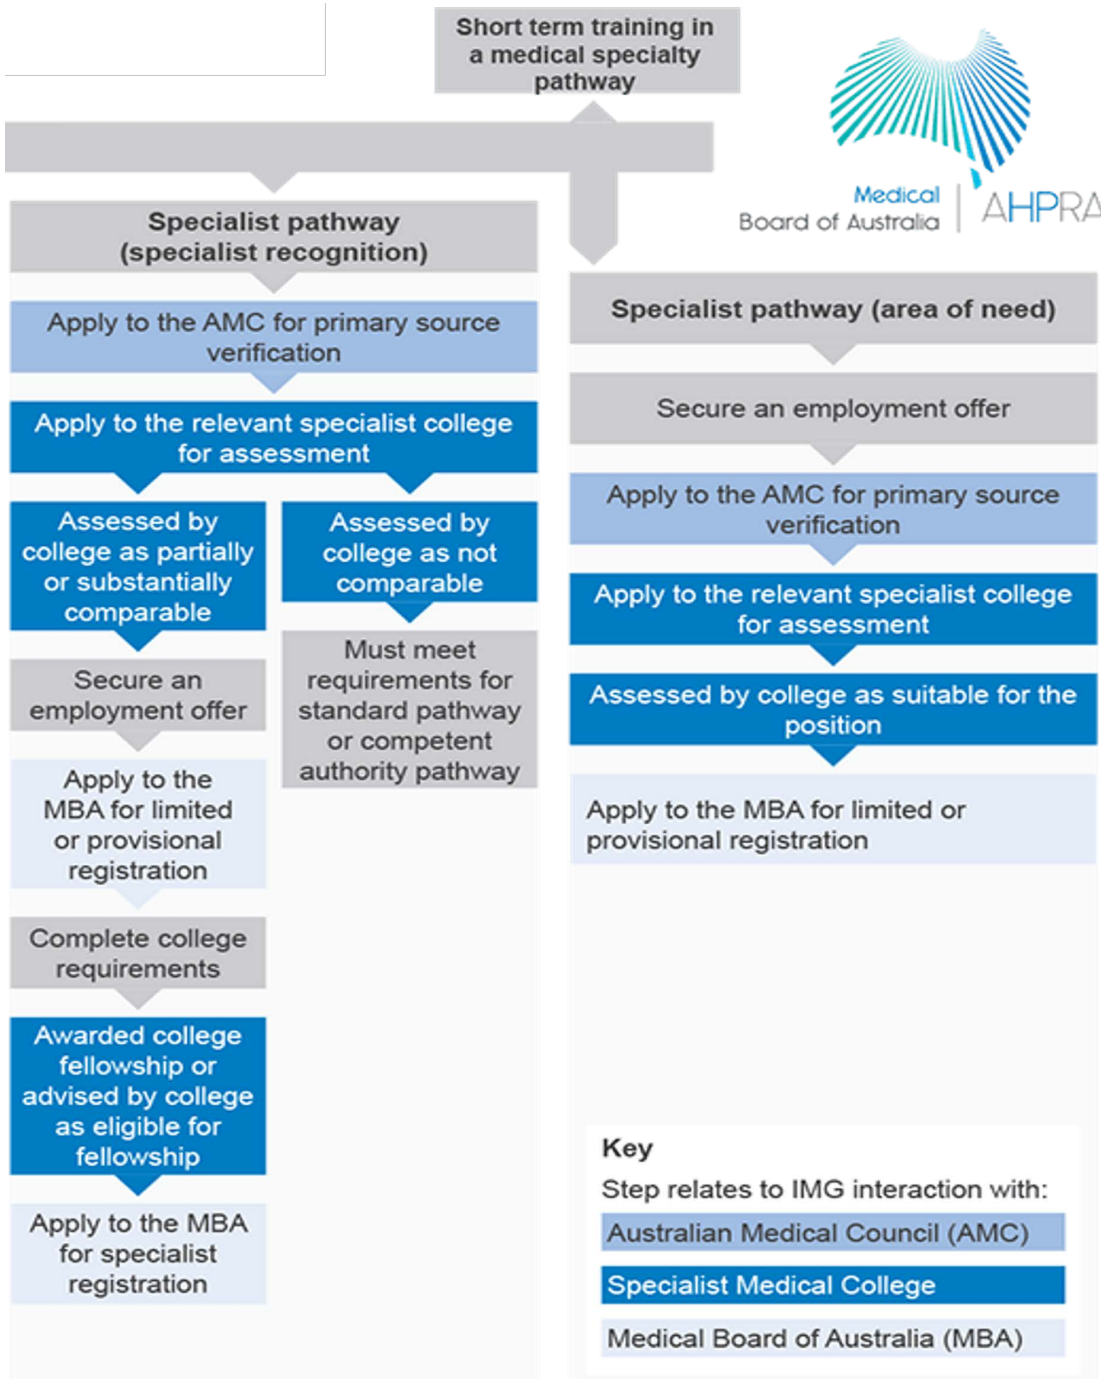 Short term training in
a medical specialty
pathway
Medical
Board of Australia
AHPRA
Specialist pathway
(specialist recognition)
Apply to the AMC for primary source
verification
Apply to the relevant specialist college
for assessment
Assessed by
college as partially
or substantially
comparable
Secure an
employment offer
Apply to the
MBA for limited
or provisional
registration
Complete college
requirements
Awarded college
fellowship or
advised by college
as eligible for
fellowship
Apply to the MBA
for specialist
registration
Assessed by
college as not
comparable
Must meet
requirements for
standard pathway
or competent
authority pathway
Specialist pathway (area of need)
Secure an employment offer
Apply to the AMC for primary source
verification
Apply to the relevant specialist college
for assessment
Assessed by college as suitable for the
position
Apply to the MBA for limited or
provisional registration
Key
Step relates to IMG interaction with:
Australian Medical Council (AMC)
Specialist Medical College
Medical Board of Australia (MBA)